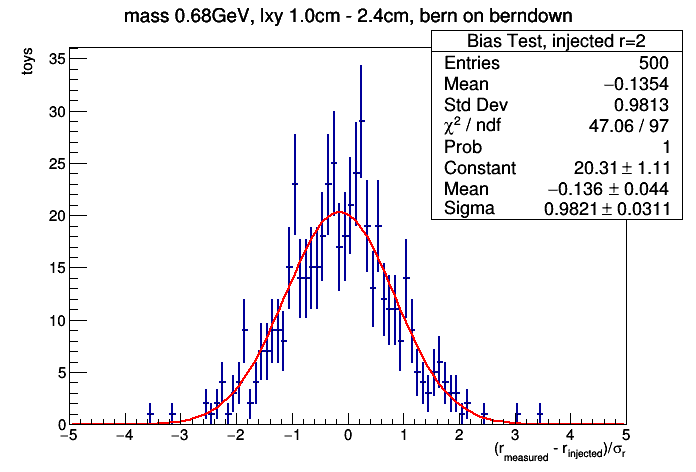 mass 0.68GeV, lxy 1.0cm - 2.4cm, bern on berndown
Bias Test, injected r=2
Entries 500
Mean −0.1354
Std Dev 0.9813
χ² / ndf 47.06 / 97
Prob 1
Constant 20.31 ± 1.11
Mean −0.136 ± 0.044
Sigma 0.9821 ± 0.0311
toys
35
30
25
20
15
10
5
0
−5 −4 −3 −2 −1 0 1 2 3 4 5
(r_measured - r_injected)/σ_r